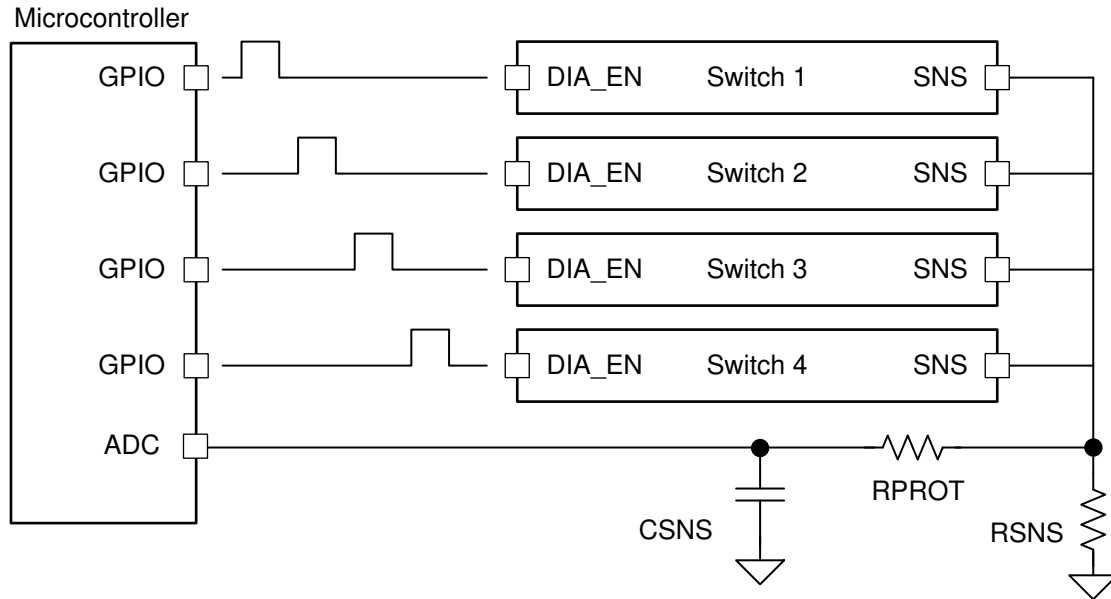 Microcontroller
GPIO DIA_EN Switch 1 SNS
GPIO DIA_EN Switch 2 SNS
GPIO DIA_EN Switch 3 SNS
GPIO DIA_EN Switch 4 SNS
ADC
RPROT
CSNS
RSNS